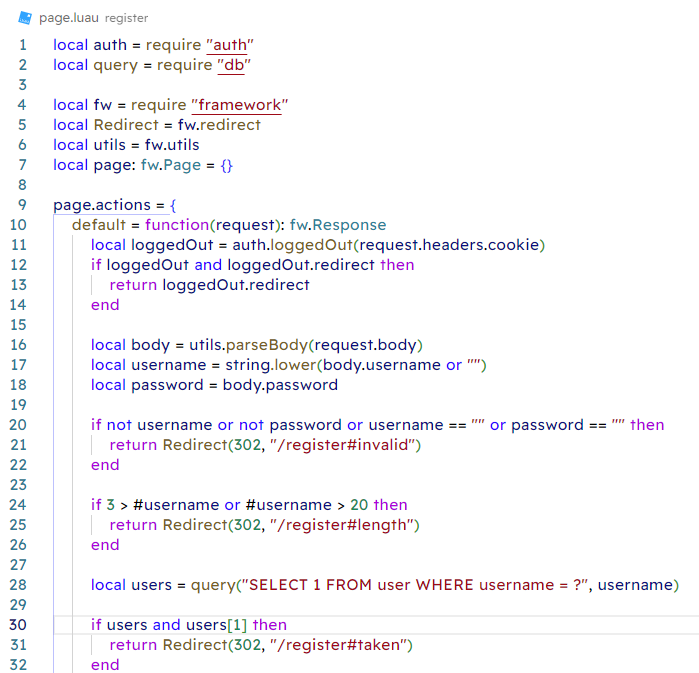 page.luau register
1 local auth = require "auth"
2 local query = require "db"
3
4 local fw = require "framework"
5 local Redirect = fw.redirect
6 local utils = fw.utils
7 local page: fw.Page = {}
8
9 page.actions = {
10 default = function(request): fw.Response
11 local loggedOut = auth.loggedOut(request.headers.cookie)
12 if loggedOut and loggedOut.redirect then
13 return loggedOut.redirect
14 end
15
16 local body = utils.parseBody(request.body)
17 local username = string.lower(body.username or "")
18 local password = body.password
19
20 if not username or not password or username == "" or password == "" then
21 return Redirect(302, "/register#invalid")
22 end
23
24 if 3 > #username or #username > 20 then
25 return Redirect(302, "/register#length")
26 end
27
28 local users = query("SELECT 1 FROM user WHERE username = ?", username)
29
30 if users and users[1] then
31 return Redirect(302, "/register#taken")
32 end